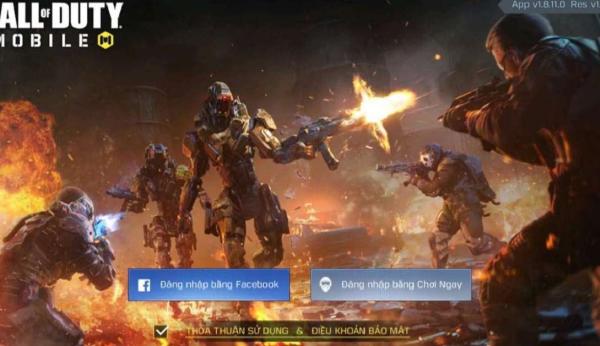 CALL OF DUTY
MOBILE
App v1.8.11.0 Res v1.
Đăng nhập bằng Facebook
Đăng nhập bằng Chơi Ngay
THỎA THUẬN SỬ DỤNG & ĐIỀU KHOẢN BẢO MẬT